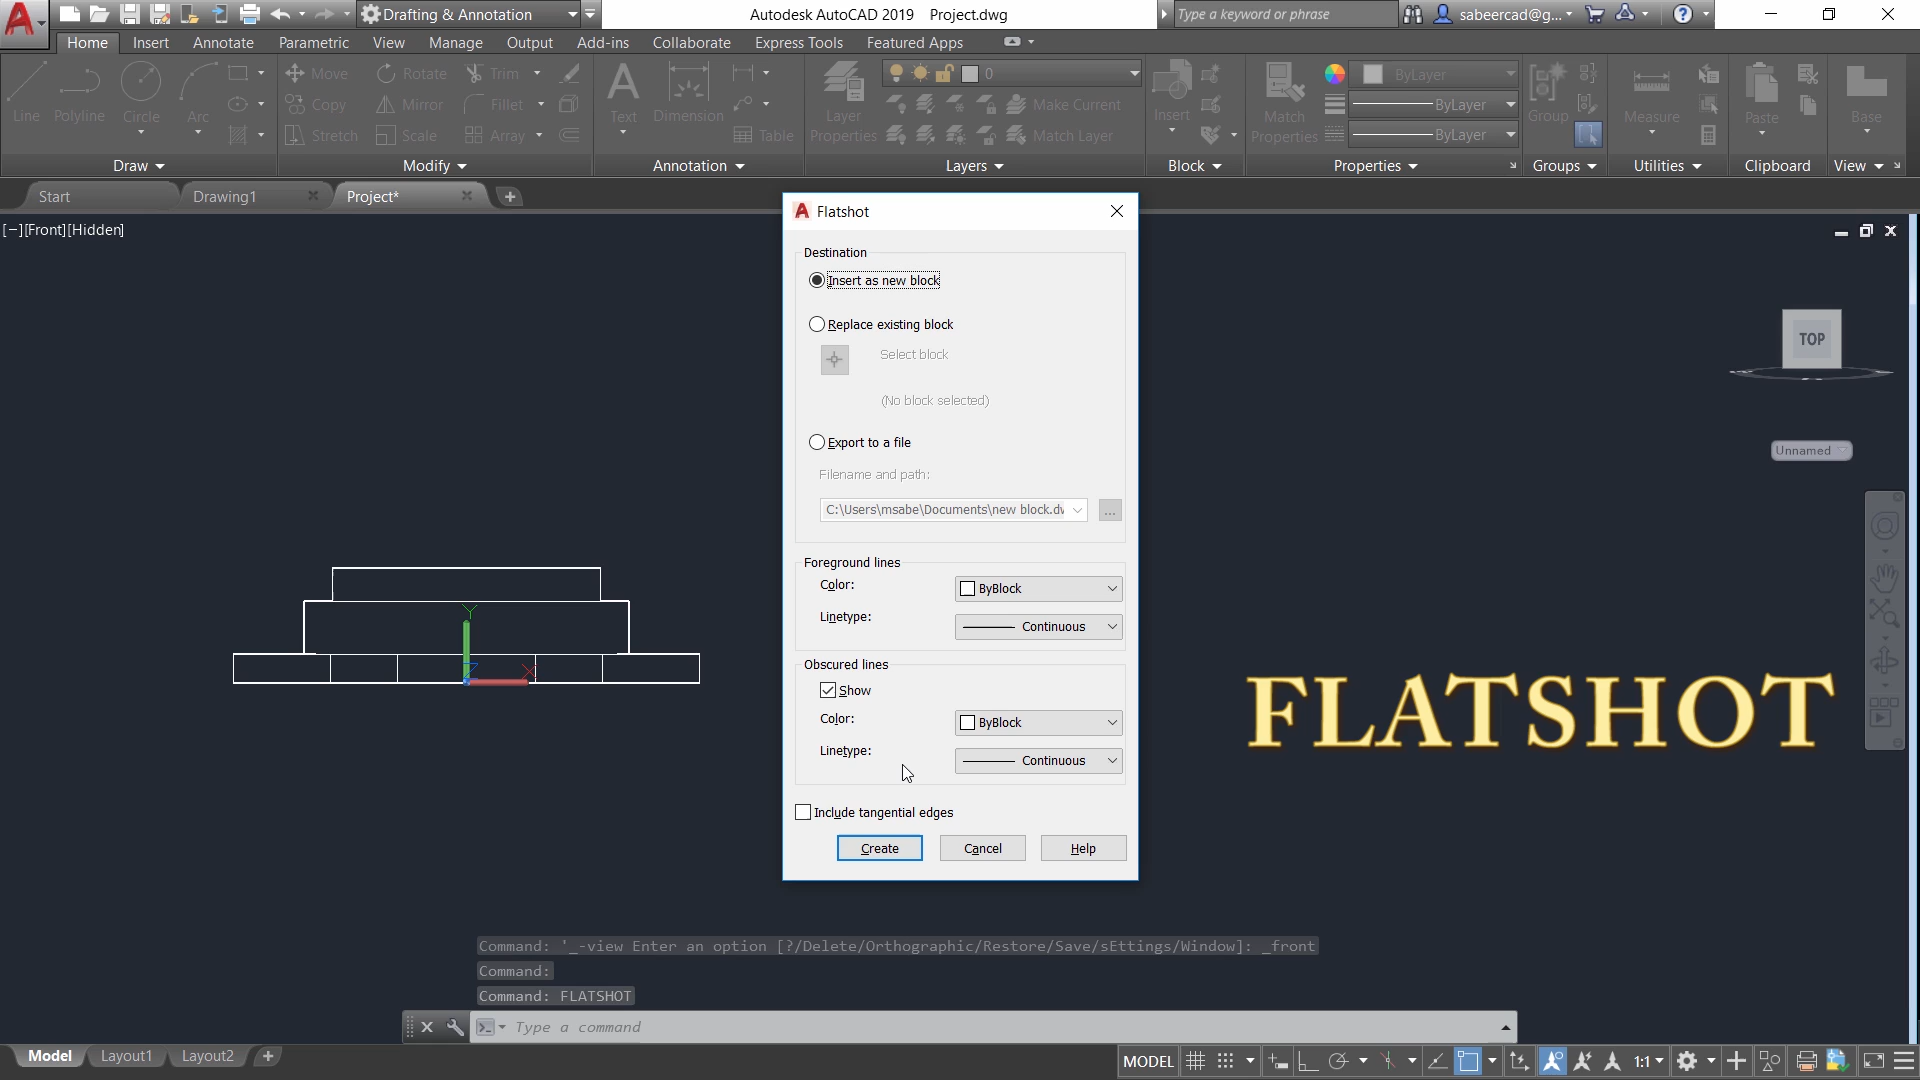 Drafting & Annotation
Autodesk AutoCAD 2019 Project.dwg
Type a keyword or phrase
sabeercad@g...
Home Insert Annotate Parametric View Manage Output Add-ins Collaborate Express Tools Featured Apps
Line Polyline Circle Arc
Move Rotate Trim
Copy Mirror Fillet
Stretch Scale Array
Text Dimension Table
Layer Properties
0
Make Current
Match Layer
Insert
Match Properties
ByLayer
ByLayer
ByLayer
Group
Measure
Paste
Base
Draw Modify Annotation Layers Block Properties Groups Utilities Clipboard View
Start Drawing1 Project*
[−][Front][Hidden]
Flatshot
Destination
Insert as new block
Replace existing block
Select block
(No block selected)
Export to a file
Filename and path:
C:\Users\msabe\Documents\new block.dw
...
Foreground lines
Color: ByBlock
Linetype: Continuous
Obscured lines
Show
Color: ByBlock
Linetype: Continuous
Include tangential edges
Create Cancel Help
TOP
Unnamed
Y
X
FLATSHOT
Command: '_-view Enter an option [?/Delete/Orthographic/Restore/Save/sEttings/Window]: _front
Command:
Command: FLATSHOT
Type a command
Model Layout1 Layout2
MODEL
1:1